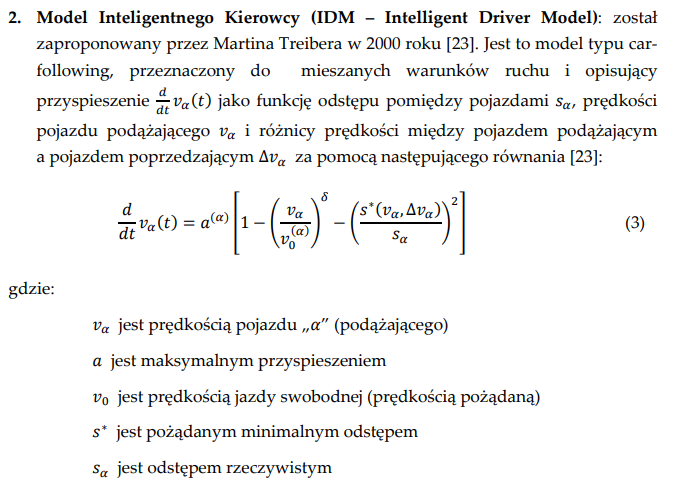 2. Model Inteligentnego Kierowcy (IDM – Intelligent Driver Model): został
zaproponowany przez Martina Treibera w 2000 roku [23]. Jest to model typu car-
following, przeznaczony do mieszanych warunków ruchu i opisujący
przyspieszenie $\frac{d}{dt}v_\alpha(t)$ jako funkcję odstępu pomiędzy pojazdami $s_\alpha$, prędkości
pojazdu podążającego $v_\alpha$ i różnicy prędkości między pojazdem podążającym
a pojazdem poprzedzającym $\Delta v_\alpha$ za pomocą następującego równania [23]:
$\frac{d}{dt}v_\alpha(t) = a^{(\alpha)}\left[1 - \left(\frac{v_\alpha}{v_0^{(\alpha)}}\right)^\delta - \left(\frac{s^*(v_\alpha, \Delta v_\alpha)}{s_\alpha}\right)^2\right]$ (3)
gdzie:
$v_\alpha$ jest prędkością pojazdu „$\alpha$” (podążającego)
$a$ jest maksymalnym przyspieszeniem
$v_0$ jest prędkością jazdy swobodnej (prędkością pożądaną)
$s^*$ jest pożądanym minimalnym odstępem
$s_\alpha$ jest odstępem rzeczywistym